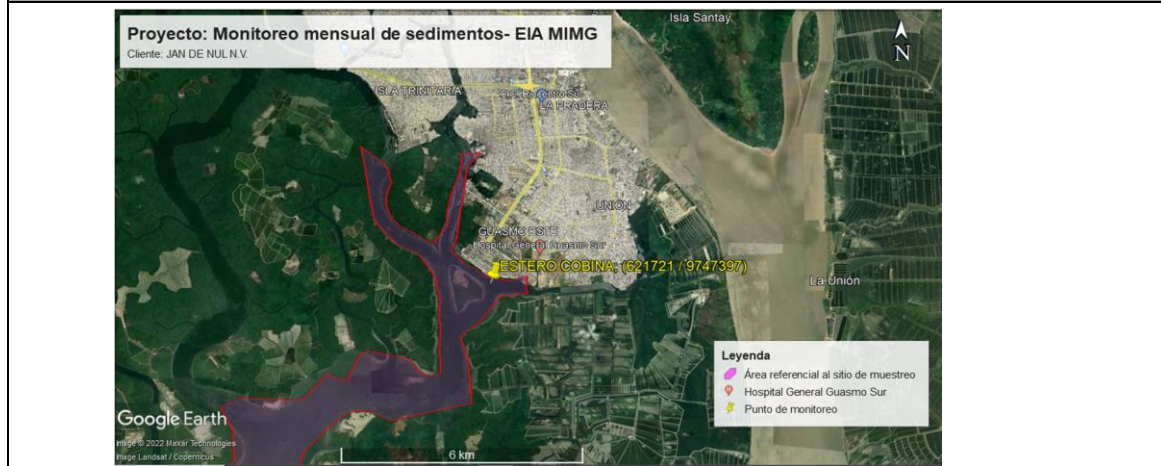 Proyecto: Monitoreo mensual de sedimentos- EIA MIMG
Cliente: JAN DE NUL N.V.
Isla Santay
N
ISLA TRINITARIA
LA PRADERA
UNIÓN
GUASMO ESTE
Hospital General Guasmo Sur
ESTERO COBINA, (621721 / 9747397)
La Unión
Leyenda
Área referencial al sitio de muestreo
Hospital General Guasmo Sur
Punto de monitoreo
Google Earth
Image © 2022 Maxar Technologies
Image Landsat / Copernicus
6 km